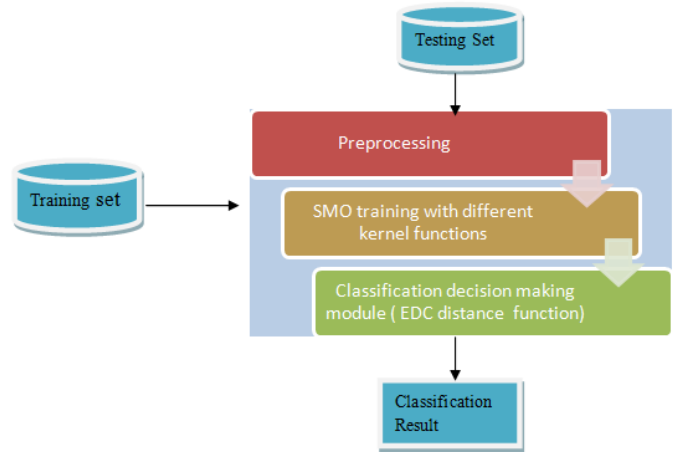 Testing Set
Preprocessing
Training set
SMO training with different
kernel functions
Classification decision making
module ( EDC distance function)
Classification
Result